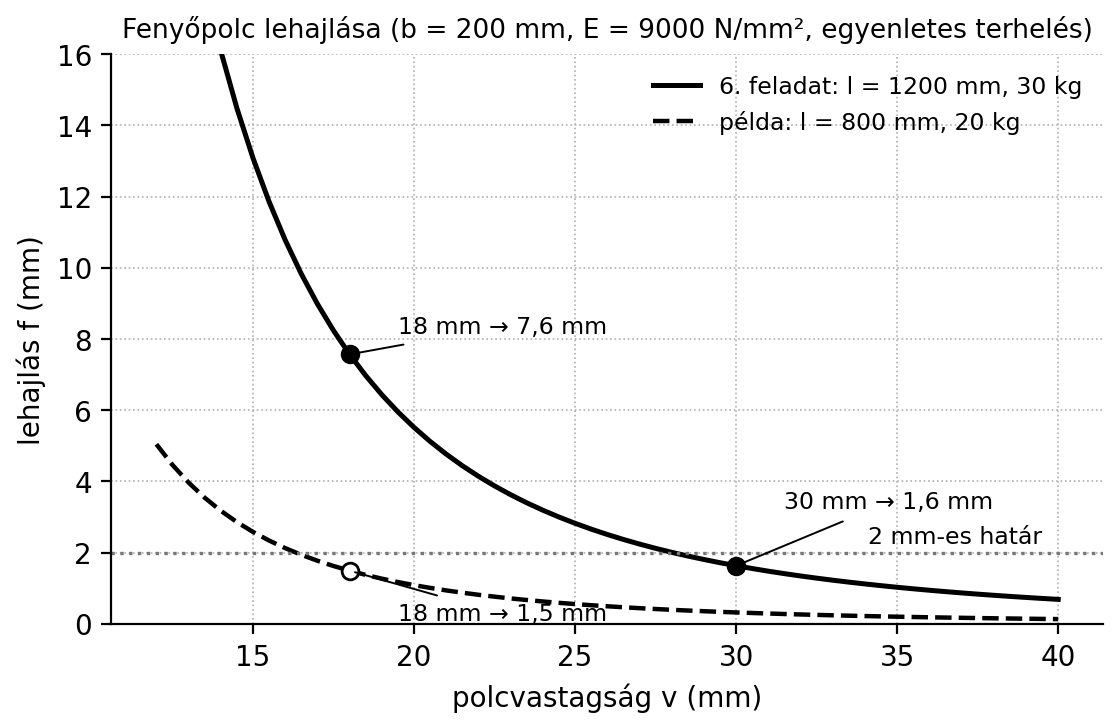 Fenyőpolc lehajlása (b = 200 mm, E = 9000 N/mm², egyenletes terhelés)
6. feladat: l = 1200 mm, 30 kg
példa: l = 800 mm, 20 kg
lehajlás f (mm)
16
14
12
10
8
6
4
2
0
18 mm → 7,6 mm
30 mm → 1,6 mm
2 mm-es határ
18 mm → 1,5 mm
15 20 25 30 35 40
polcvastagság v (mm)